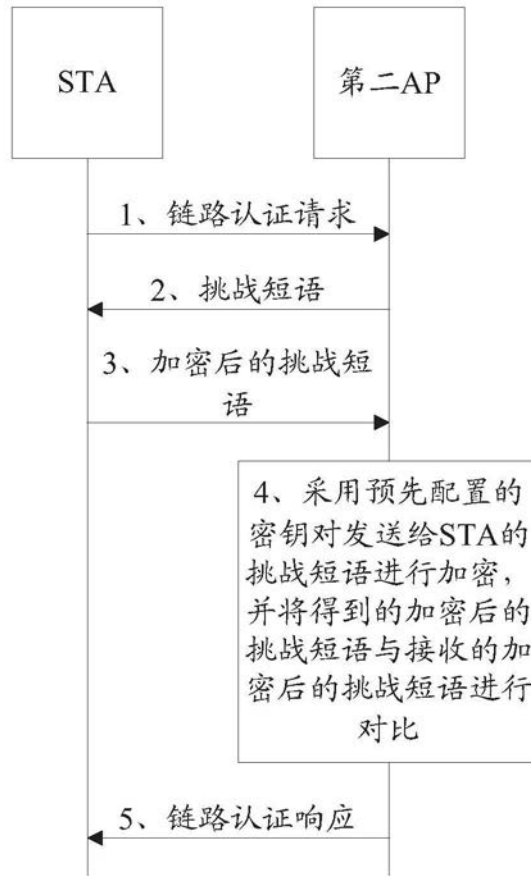 STA
第二AP
1、链路认证请求
2、挑战短语
3、加密后的挑战短
语
4、采用预先配置的
密钥对发送给STA的
挑战短语进行加密，
并将得到的加密后的
挑战短语与接收的加
密后的挑战短语进行
对比
5、链路认证响应